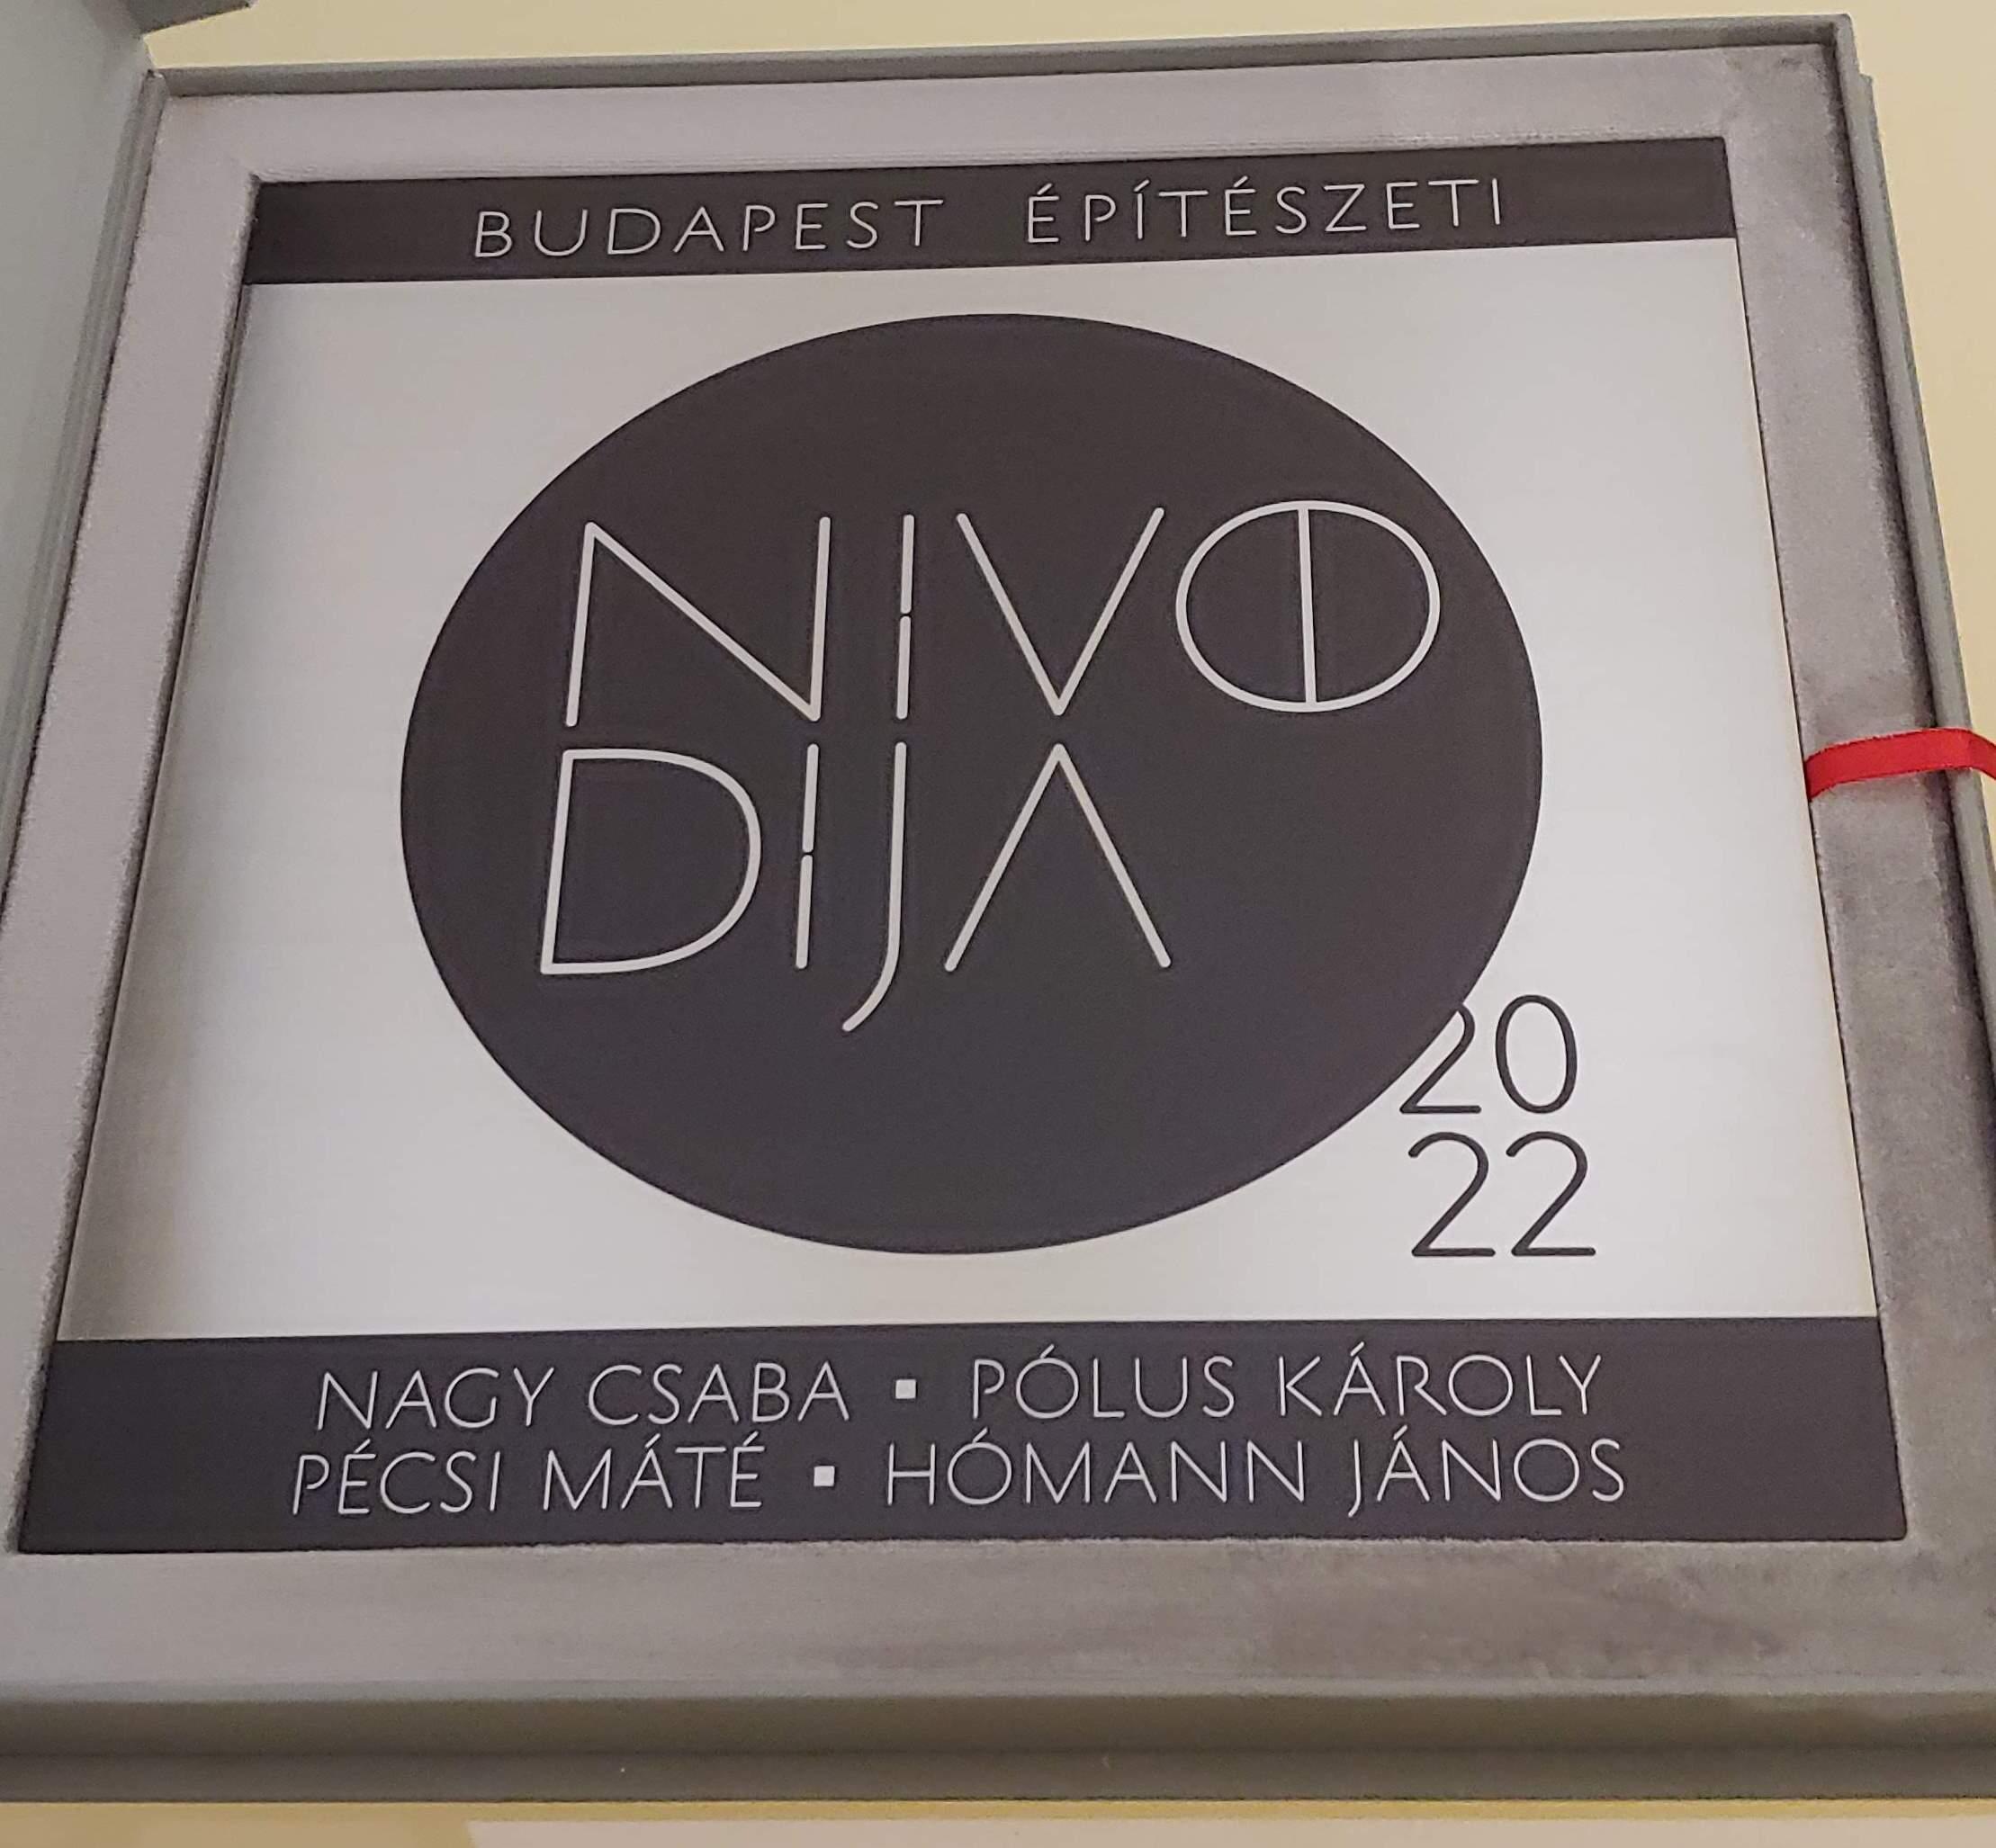 BUDAPEST ÉPÍTÉSZETI
NIVO
DIJA
20
22
NAGY CSABA ▪ PÓLUS KÁROLY
PÉCSI MÁTÉ ▪ HÓMANN JÁNOS